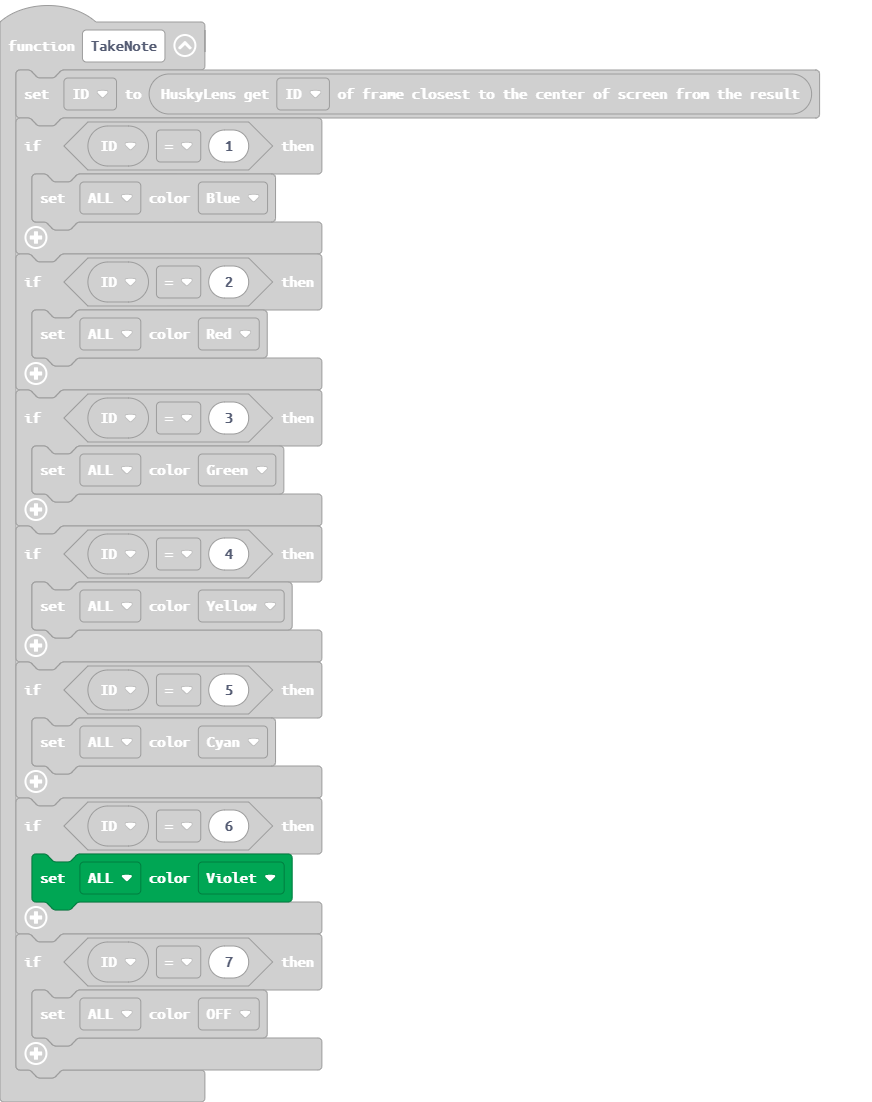 function TakeNote
set ID to HuskyLens get ID of frame closest to the center of screen from the result
if ID = 1 then
set ALL color Blue
if ID = 2 then
set ALL color Red
if ID = 3 then
set ALL color Green
if ID = 4 then
set ALL color Yellow
if ID = 5 then
set ALL color Cyan
if ID = 6 then
set ALL color Violet
if ID = 7 then
set ALL color OFF